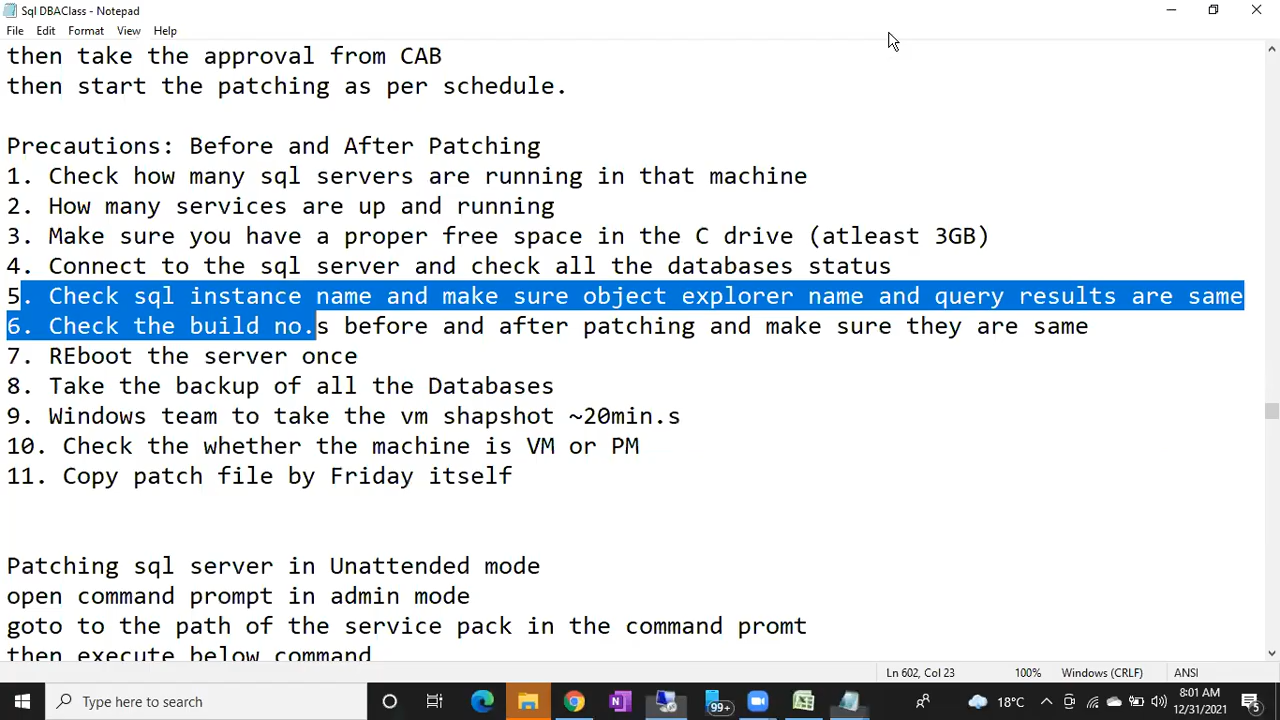 Sql DBAClass - Notepad
File Edit Format View Help
then take the approval from CAB
then start the patching as per schedule.
Precautions: Before and After Patching
1. Check how many sql servers are running in that machine
2. How many services are up and running
3. Make sure you have a proper free space in the C drive (atleast 3GB)
4. Connect to the sql server and check all the databases status
5. Check sql instance name and make sure object explorer name and query results are same
6. Check the build no.s before and after patching and make sure they are same
7. REboot the server once
8. Take the backup of all the Databases
9. Windows team to take the vm shapshot ~20min.s
10. Check the whether the machine is VM or PM
11. Copy patch file by Friday itself
Patching sql server in Unattended mode
open command prompt in admin mode
goto to the path of the service pack in the command promt
then execute below command
Ln 602, Col 23 100% Windows (CRLF) ANSI
Type here to search 99+ 18°C 8:01 AM
12/31/2021 5